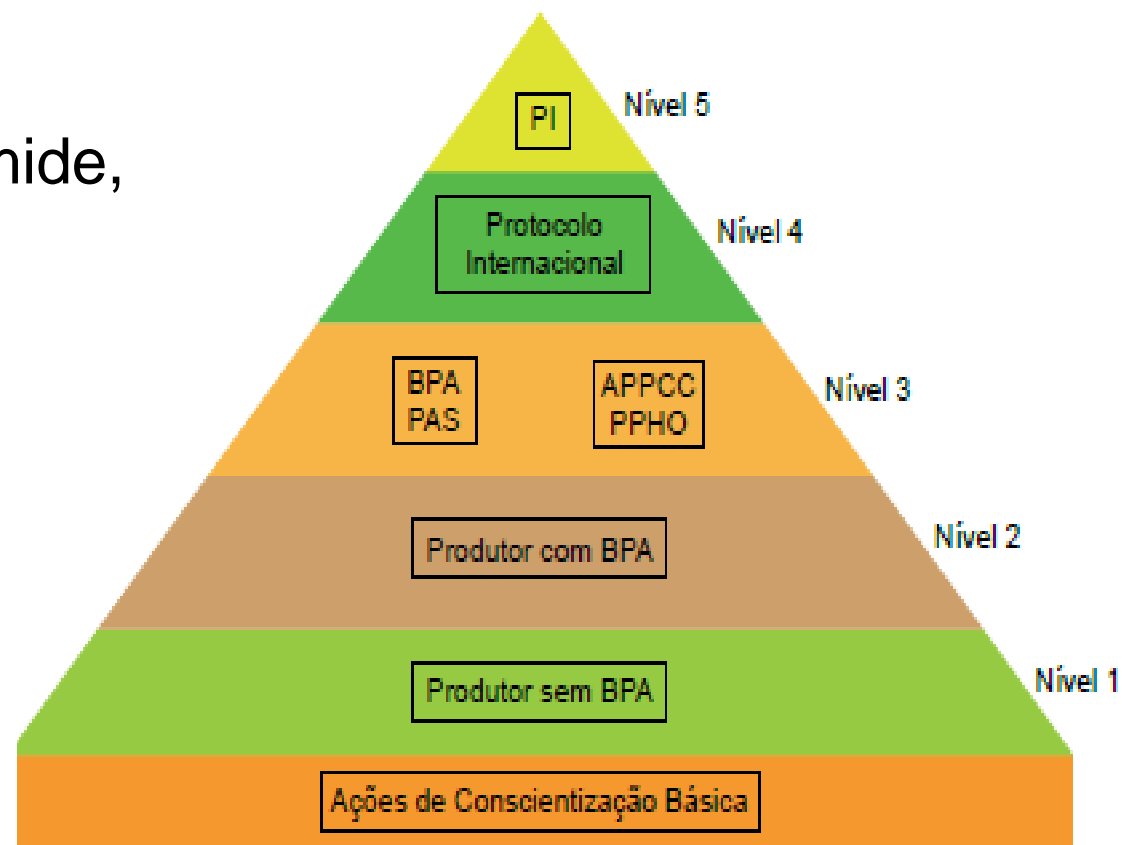 PI
Nível 5
nide,
Protocolo
Internacional
Nível 4
BPA
PAS
APPCC
PPHO
Nível 3
Produtor com BPA
Nível 2
Produtor sem BPA
Nível 1
Ações de Conscientização Básica